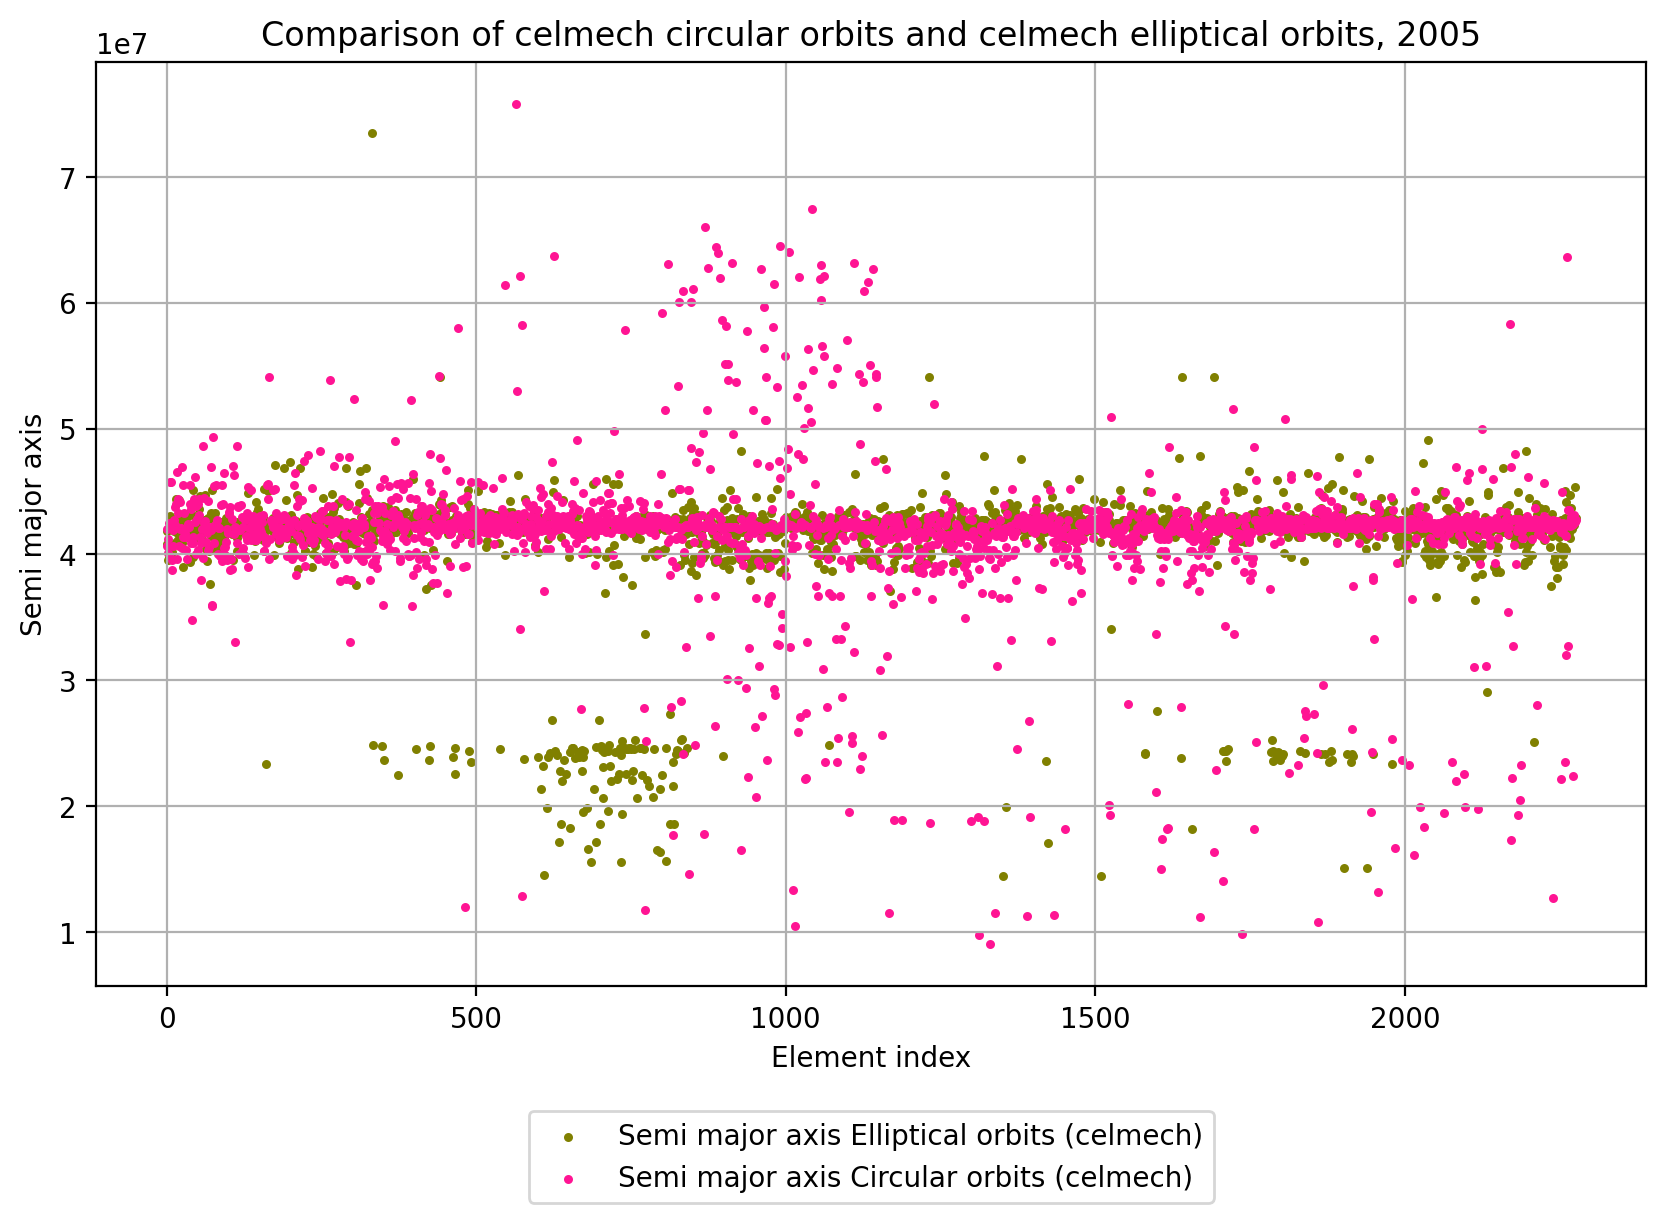 Comparison of celmech circular orbits and celmech elliptical orbits, 2005
1e7
7
6
5
4
3
2
1
Semi major axis
0 500 1000 1500 2000
Element index
Semi major axis Elliptical orbits (celmech)
Semi major axis Circular orbits (celmech)